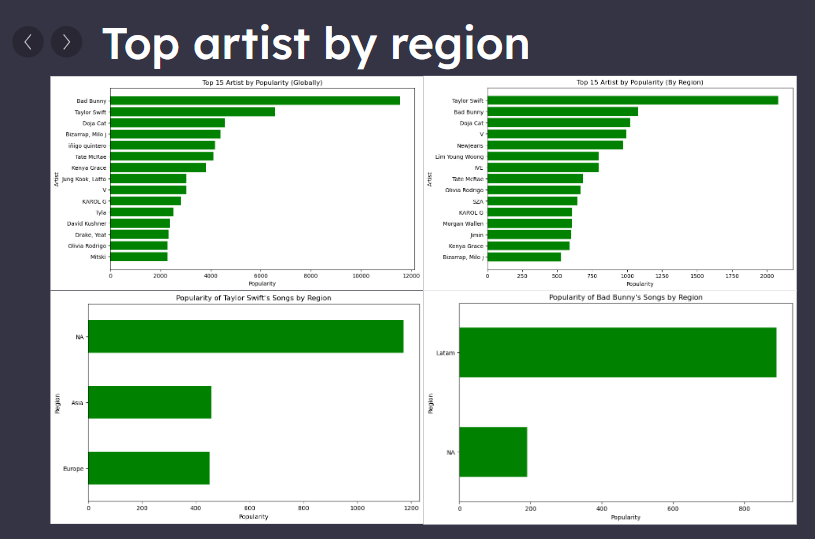 Top artist by region
Top 15 Artist by Popularity (Globally)
Artist
Bad Bunny
Taylor Swift
Doja Cat
Bizarrap, Milo j
iñigo quintero
Tate McRae
Kenya Grace
Jung Kook, Latto
V
KAROL G
Tyla
David Kushner
Drake, Yeat
Olivia Rodrigo
Mitski
0 2000 4000 6000 8000 10000 12000
Popularity
Top 15 Artist by Popularity (By Region)
Artist
Taylor Swift
Bad Bunny
Doja Cat
V
NewJeans
Lim Young Woong
IVE
Tate McRae
Olivia Rodrigo
SZA
KAROL G
Morgan Wallen
Jimin
Kenya Grace
Bizarrap, Milo j
0 250 500 750 1000 1250 1500 1750 2000
Popularity
Popularity of Taylor Swift's Songs by Region
Region
NA
Asia
Europe
0 200 400 600 800 1000 1200
Popularity
Popularity of Bad Bunny's Songs by Region
Region
Latam
NA
0 200 400 600 800
Popularity